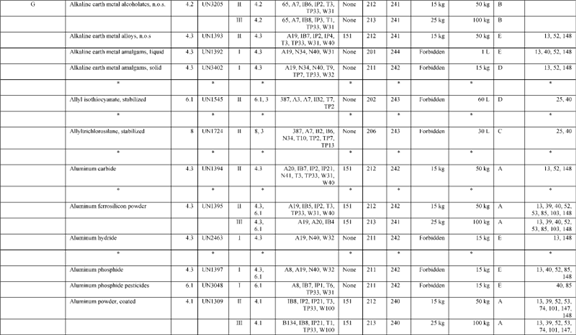 G Alkaline earth metal alcoholates, n.o.s. 4.2 UN3205 II 4.2 65, A7, IB6, IP2, T3, TP33, W31 None 212 241 15 kg 50 kg B
III 4.2 65, A7, IB8, IP3, T1, TP33, W31 None 213 241 25 kg 100 kg B
Alkaline earth metal alloys, n.o.s 4.3 UN1393 II 4.3 A19, IB7, IP2, IP4, T3, TP33, W31, W40 151 212 241 15 kg 50 kg E 13, 52, 148
Alkaline earth metal amalgams, liquid 4.3 UN1392 I 4.3 A19, N34, N40, W31 None 201 244 Forbidden 1 L E 13, 40, 52, 148
Alkaline earth metal amalgams, solid 4.3 UN3402 I 4.3 A19, N34, N40, T9, TP7, TP33, W32 None 211 242 Forbidden 15 kg D 13, 52, 148
* * * * * * *
Allyl isothiocyanate, stabilized 6.1 UN1545 II 6.1, 3 387, A3, A7, IB2, T7, TP2 None 202 243 Forbidden 60 L D 25, 40
* * * * * * *
Allyltrichlorosilane, stabilized 8 UN1724 II 8, 3 387, A7, B2, B6, N34, T10, TP2, TP7, TP13 None 206 243 Forbidden 30 L C 25, 40
* * * * * * *
Aluminum carbide 4.3 UN1394 II 4.3 A20, IB7, IP2, IP21, N41, T3, TP33, W31, W40 151 212 242 15 kg 50 kg A 13, 52, 148
* * * * * * *
Aluminum ferrosilicon powder 4.3 UN1395 II 4.3, 6.1 A19, IB5, IP2, T3, TP33, W31, W40 151 212 242 15 kg 50 kg A 13, 39, 40, 52, 53, 85, 103, 148
III 4.3, 6.1 A19, A20, IB4 151 213 241 25 kg 100 kg A 13, 39, 40, 52, 53, 85, 103, 148
Aluminum hydride 4.3 UN2463 I 4.3 A19, N40, W32 None 211 242 Forbidden 15 kg E 13, 148
* * * * * * *
Aluminum phosphide 4.3 UN1397 I 4.3, 6.1 A8, A19, N40, W32 None 211 242 Forbidden 15 kg E 13, 40, 52, 85, 148
Aluminum phosphide pesticides 6.1 UN3048 I 6.1 A8, IB7, IP1, T6, TP33, W31 None 211 242 Forbidden 15 kg E 40, 85
Aluminum powder, coated 4.1 UN1309 II 4.1 IB8, IP2, IP21, T3, TP33, W100 151 212 240 15 kg 50 kg A 13, 39, 52, 53, 74, 101, 147, 148
III 4.1 B134, IB8, IP21, T1, TP33, W100 151 213 240 25 kg 100 kg A 13, 39, 52, 53, 74, 101, 147,